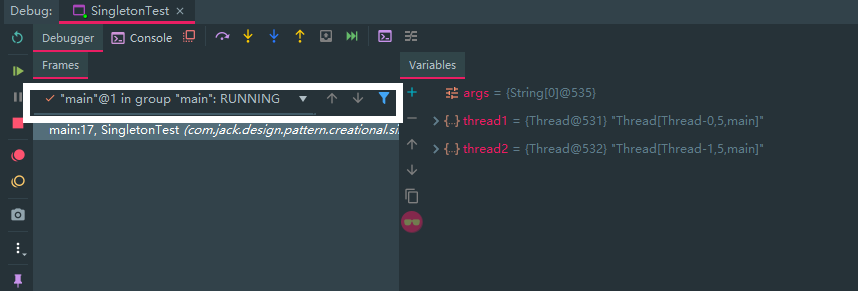 Debug: SingletonTest
Debugger Console
Frames Variables
"main"@1 in group "main": RUNNING
main:17, SingletonTest (com.jack.design.pattern.creational.si
args = {String[0]@535}
thread1 = {Thread@531} "Thread[Thread-0,5,main]"
thread2 = {Thread@532} "Thread[Thread-1,5,main]"